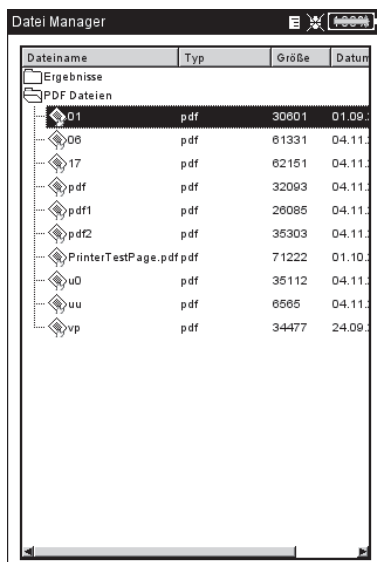 Datei Manager 100%
Dateiname Typ Größe Datum
Ergebnisse
PDF Dateien
01 pdf 30601 01.09.
06 pdf 61331 04.11.
17 pdf 62151 04.11.
pdf pdf 32093 04.11.
pdf1 pdf 26085 04.11.
pdf2 pdf 35303 04.11.
PrinterTestPage.pdf pdf 71222 01.10.
u0 pdf 35112 04.11.
uu pdf 6565 04.11.
vp pdf 34477 24.09.